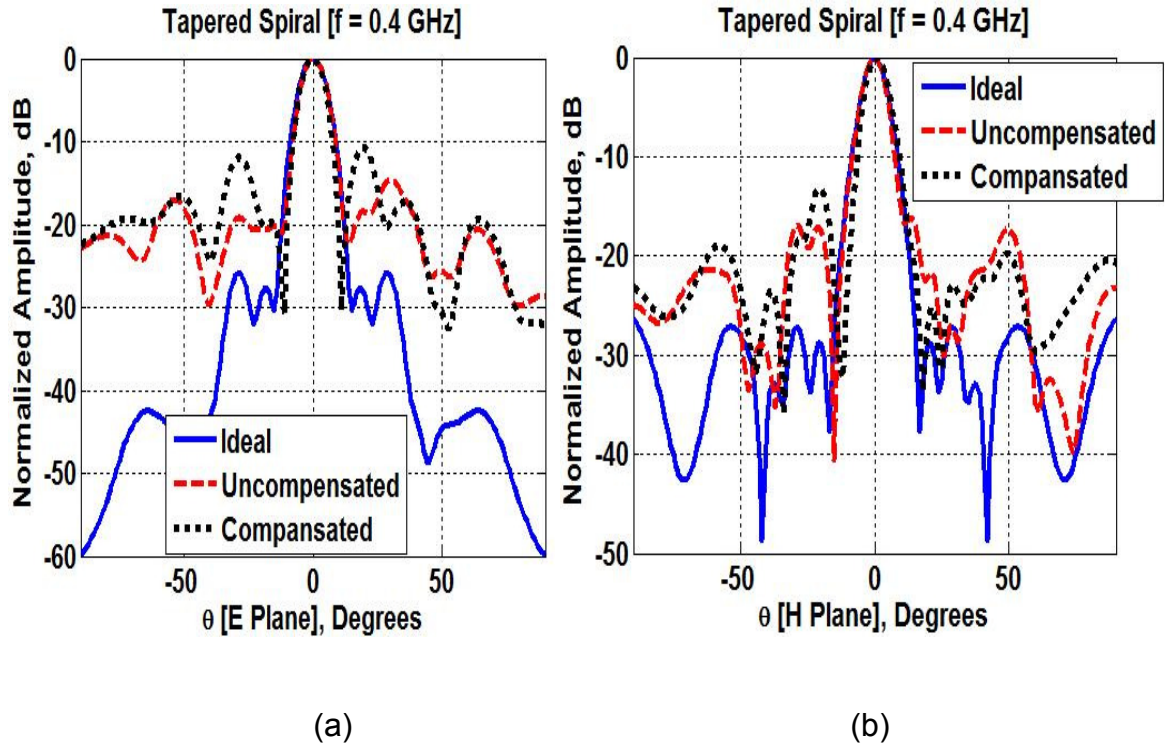 Tapered Spiral [f = 0.4 GHz]
Normalized Amplitude, dB
0
-10
-20
-30
-40
-50
-60
-50
0
50
θ [E Plane], Degrees
Ideal
Uncompensated
Compansated
(a)
Tapered Spiral [f = 0.4 GHz]
Normalized Amplitude, dB
0
-10
-20
-30
-40
-50
-50
0
50
θ [H Plane], Degrees
Ideal
Uncompensated
Compansated
(b)